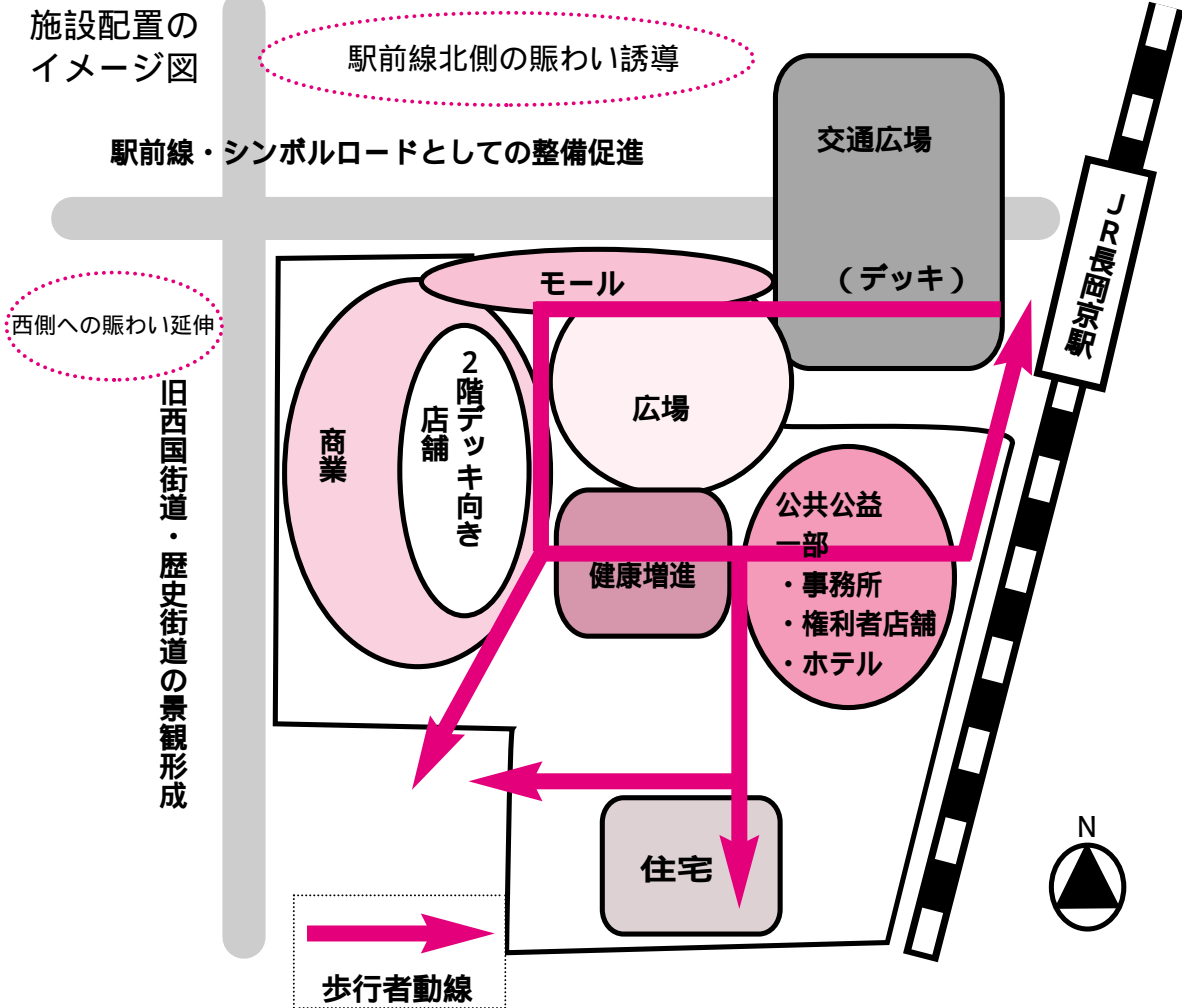 施設配置の
イメージ図
駅前線北側の賑わい誘導
駅前線・シンボルロードとしての整備促進
交通広場
（デッキ）
JR長岡京駅
モール
西側への賑わい延伸
旧西国街道・歴史街道の景観形成
商業
2階デッキ向き
店舗
広場
公共公益
一部
・事務所
・権利者店舗
・ホテル
健康増進
住宅
N
歩行者動線